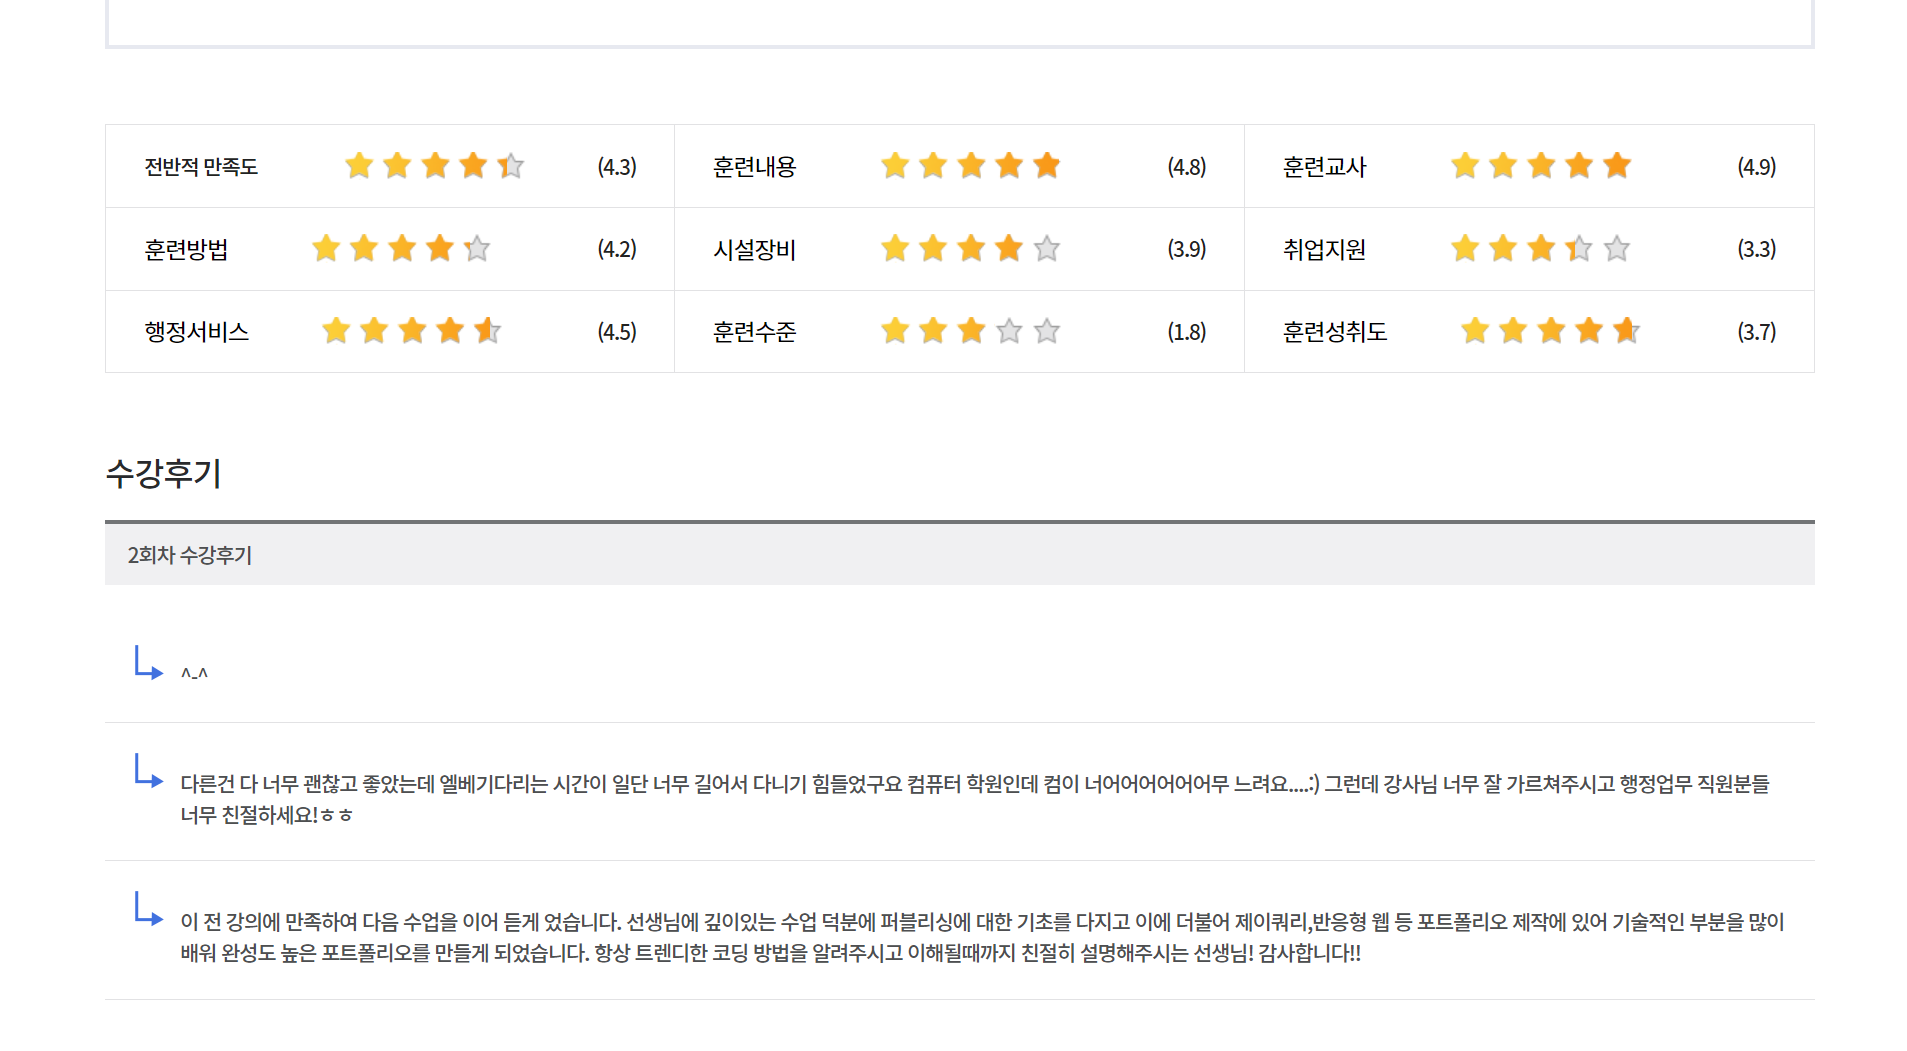 전반적 만족도 (4.3) 훈련내용 (4.8) 훈련교사 (4.9)
훈련방법 (4.2) 시설장비 (3.9) 취업지원 (3.3)
행정서비스 (4.5) 훈련수준 (1.8) 훈련성취도 (3.7)
수강후기
2회차 수강후기
^-^
다른건 다 너무 괜찮고 좋았는데 엘베기다리는 시간이 일단 너무 길어서 다니기 힘들었구요 컴퓨터 학원인데 컴이 너어어어어어어무 느려요....:) 그런데 강사님 너무 잘 가르쳐주시고 행정업무 직원분들
너무 친절하세요!ㅎㅎ
이 전 강의에 만족하여 다음 수업을 이어 듣게 었습니다. 선생님에 깊이있는 수업 덕분에 퍼블리싱에 대한 기초를 다지고 이에 더불어 제이쿼리,반응형 웹 등 포트폴리오 제작에 있어 기술적인 부분을 많이
배워 완성도 높은 포트폴리오를 만들게 되었습니다. 항상 트렌디한 코딩 방법을 알려주시고 이해될때까지 친절히 설명해주시는 선생님! 감사합니다!!